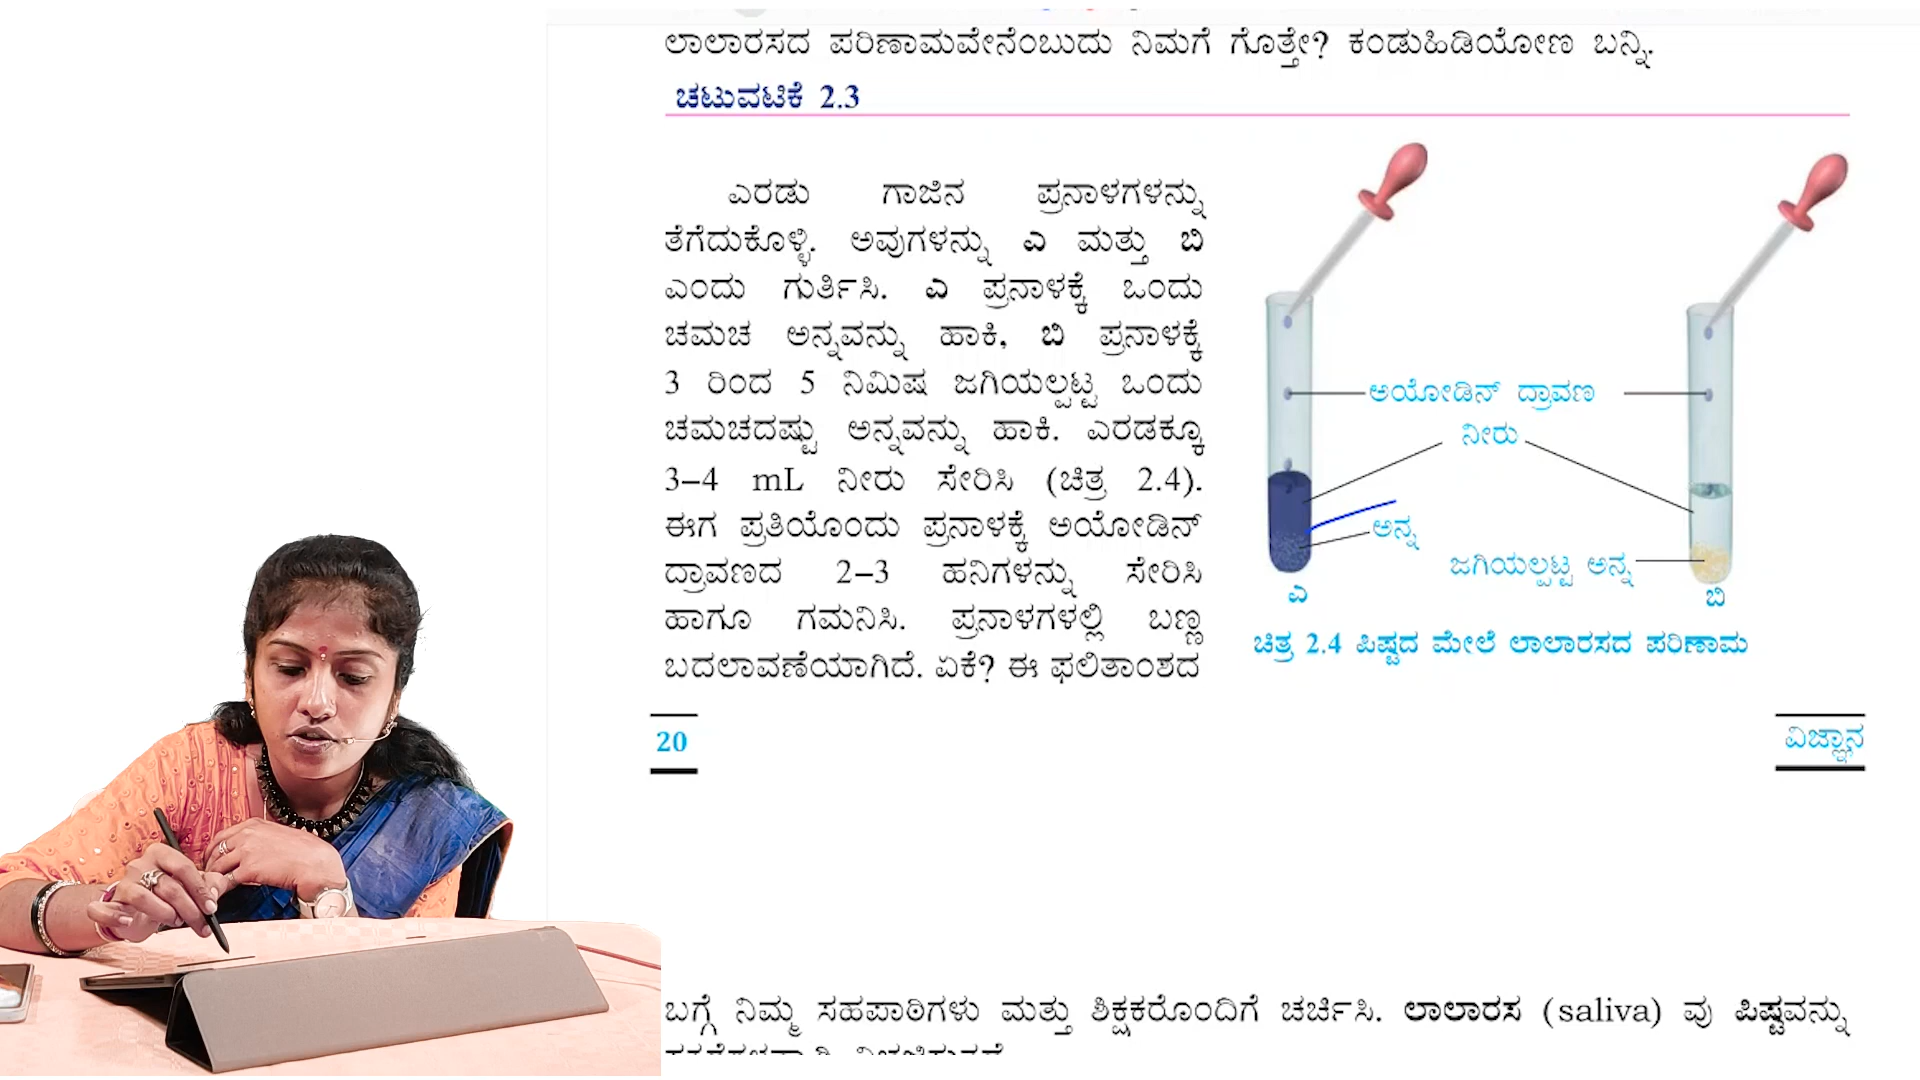 ಲಾಲಾರಸದ ಪರಿಣಾಮವೇನೆಂಬುದು ನಿಮಗೆ ಗೊತ್ತೇ? ಕಂಡುಹಿಡಿಯೋಣ ಬನ್ನಿ.
ಚಟುವಟಿಕೆ 2.3
ಎರಡು ಗಾಜಿನ ಪ್ರನಾಳಗಳನ್ನು
ತೆಗೆದುಕೊಳ್ಳಿ. ಅವುಗಳನ್ನು ಎ ಮತ್ತು ಬಿ
ಎಂದು ಗುರ್ತಿಸಿ. ಎ ಪ್ರನಾಳಕ್ಕೆ ಒಂದು
ಚಮಚ ಅನ್ನವನ್ನು ಹಾಕಿ, ಬಿ ಪ್ರನಾಳಕ್ಕೆ
3 ರಿಂದ 5 ನಿಮಿಷ ಜಗಿಯಲ್ಪಟ್ಟ ಒಂದು
ಚಮಚದಷ್ಟು ಅನ್ನವನ್ನು ಹಾಕಿ. ಎರಡಕ್ಕೂ
3–4 mL ನೀರು ಸೇರಿಸಿ (ಚಿತ್ರ 2.4).
ಈಗ ಪ್ರತಿಯೊಂದು ಪ್ರನಾಳಕ್ಕೆ ಅಯೋಡಿನ್
ದ್ರಾವಣದ 2–3 ಹನಿಗಳನ್ನು ಸೇರಿಸಿ
ಹಾಗೂ ಗಮನಿಸಿ. ಪ್ರನಾಳಗಳಲ್ಲಿ ಬಣ್ಣ
ಬದಲಾವಣೆಯಾಗಿದೆ. ಏಕೆ? ಈ ಫಲಿತಾಂಶದ
ಅಯೋಡಿನ್ ದ್ರಾವಣ
ನೀರು
ಅನ್ನ
ಜಗಿಯಲ್ಪಟ್ಟ ಅನ್ನ
ಎ
ಬಿ
ಚಿತ್ರ 2.4 ಪಿಷ್ಟದ ಮೇಲೆ ಲಾಲಾರಸದ ಪರಿಣಾಮ
20
ವಿಜ್ಞಾನ
ಬಗ್ಗೆ ನಿಮ್ಮ ಸಹಪಾಠಿಗಳು ಮತ್ತು ಶಿಕ್ಷಕರೊಂದಿಗೆ ಚರ್ಚಿಸಿ. ಲಾಲಾರಸ (saliva) ವು ಪಿಷ್ಟವನ್ನು